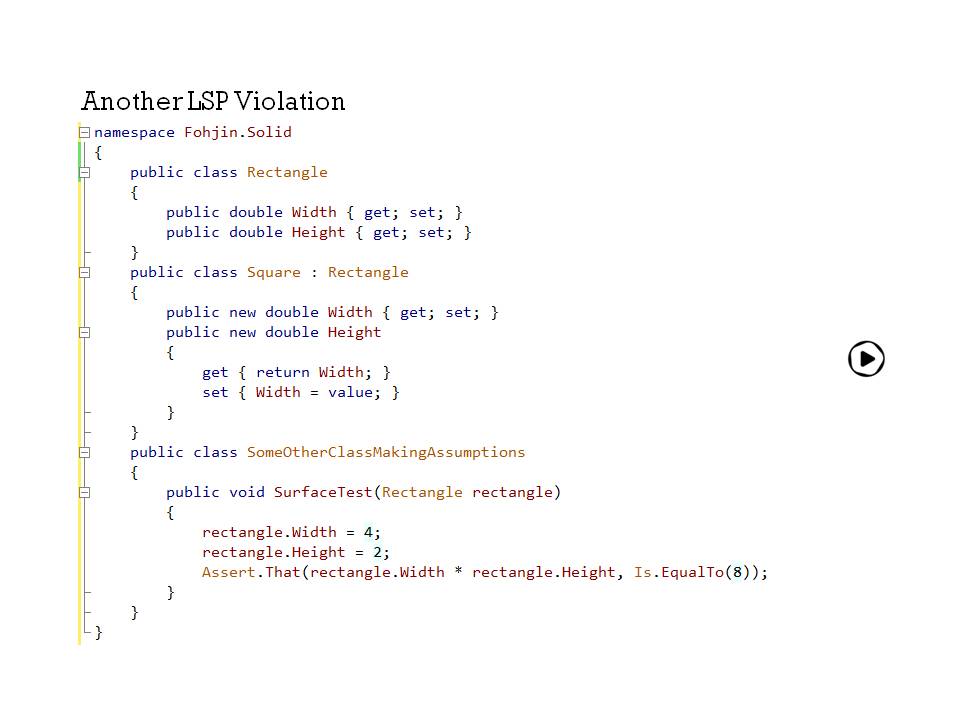 Another LSP Violation
namespace Fohjin.Solid
{
    public class Rectangle
    {
        public double Width { get; set; }
        public double Height { get; set; }
    }
    public class Square : Rectangle
    {
        public new double Width { get; set; }
        public new double Height
        {
            get { return Width; }
            set { Width = value; }
        }
    }
    public class SomeOtherClassMakingAssumptions
    {
        public void SurfaceTest(Rectangle rectangle)
        {
            rectangle.Width = 4;
            rectangle.Height = 2;
            Assert.That(rectangle.Width * rectangle.Height, Is.EqualTo(8));
        }
    }
}